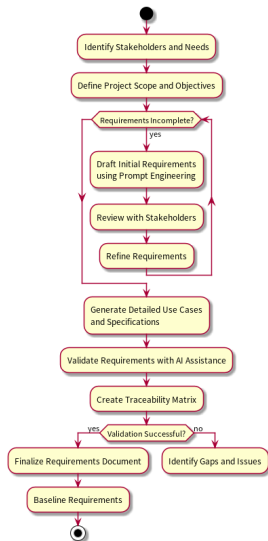 Identify Stakeholders and Needs
Define Project Scope and Objectives
Requirements Incomplete?
yes
Draft Initial Requirements
using Prompt Engineering
Review with Stakeholders
Refine Requirements
Generate Detailed Use Cases
and Specifications
Validate Requirements with AI Assistance
Create Traceability Matrix
yes
Validation Successful?
no
Finalize Requirements Document
Identify Gaps and Issues
Baseline Requirements